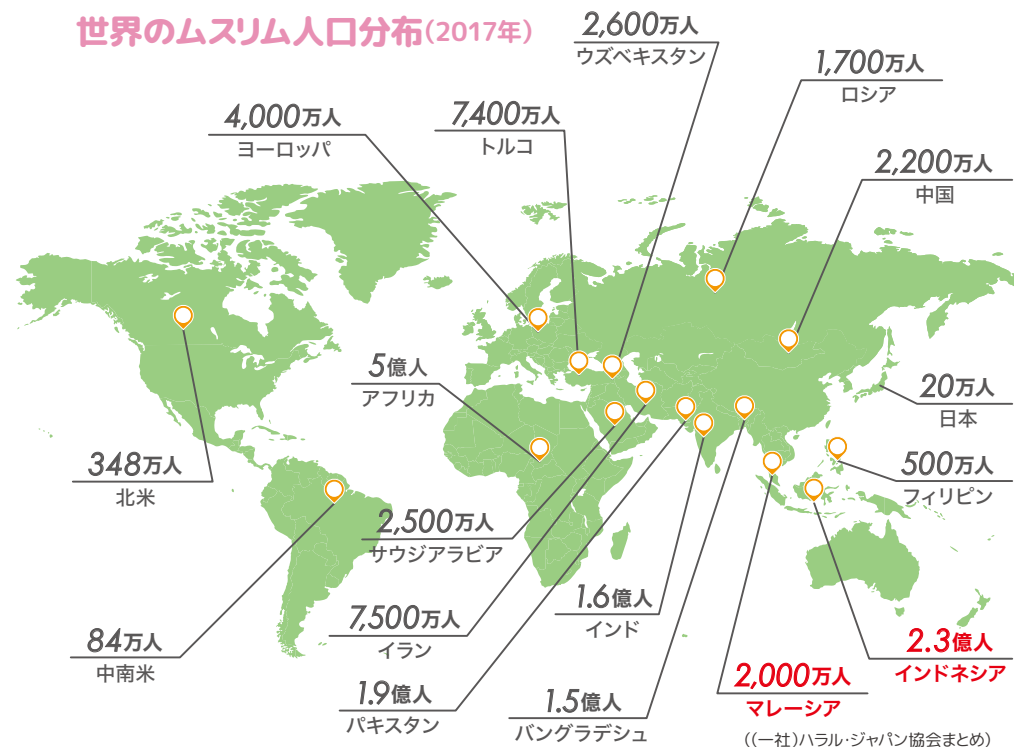 世界のムスリム人口分布(2017年)
2,600万人
ウズベキスタン
1,700万人
ロシア
4,000万人
ヨーロッパ
7,400万人
トルコ
2,200万人
中国
5億人
アフリカ
20万人
日本
348万人
北米
500万人
フィリピン
2,500万人
サウジアラビア
1.6億人
インド
7,500万人
イラン
84万人
中南米
2.3億人
インドネシア
2,000万人
マレーシア
1.9億人
パキスタン
1.5億人
バングラデシュ
((一社)ハラル・ジャパン協会まとめ)